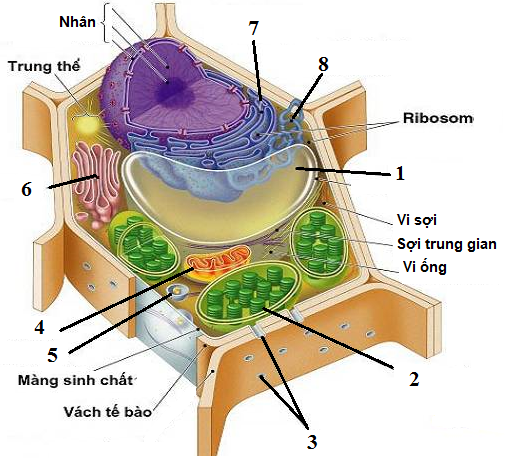 Nhân
7
8
Trung thể
Ribosom
6
1
Vi sợi
Sợi trung gian
Vi ống
4
5
Màng sinh chất
2
Vách tế bào
3